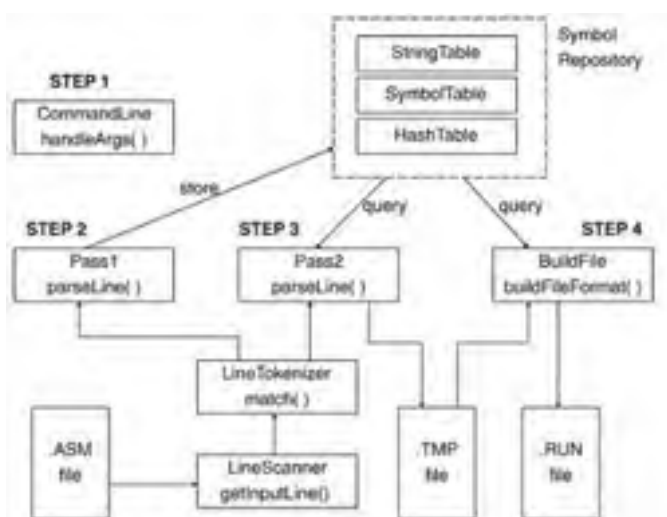 Symbol
Repository
StringTable
SymbolTable
HashTable
STEP 1
CommandLine
handleArgs( )
store
query
query
STEP 2
STEP 3
STEP 4
Pass1
parseLine( )
Pass2
parseLine( )
BuildFile
buildFileFormat( )
LineTokenizer
match( )
.ASM
file
LineScanner
getInputLine()
.TMP
file
.RUN
file